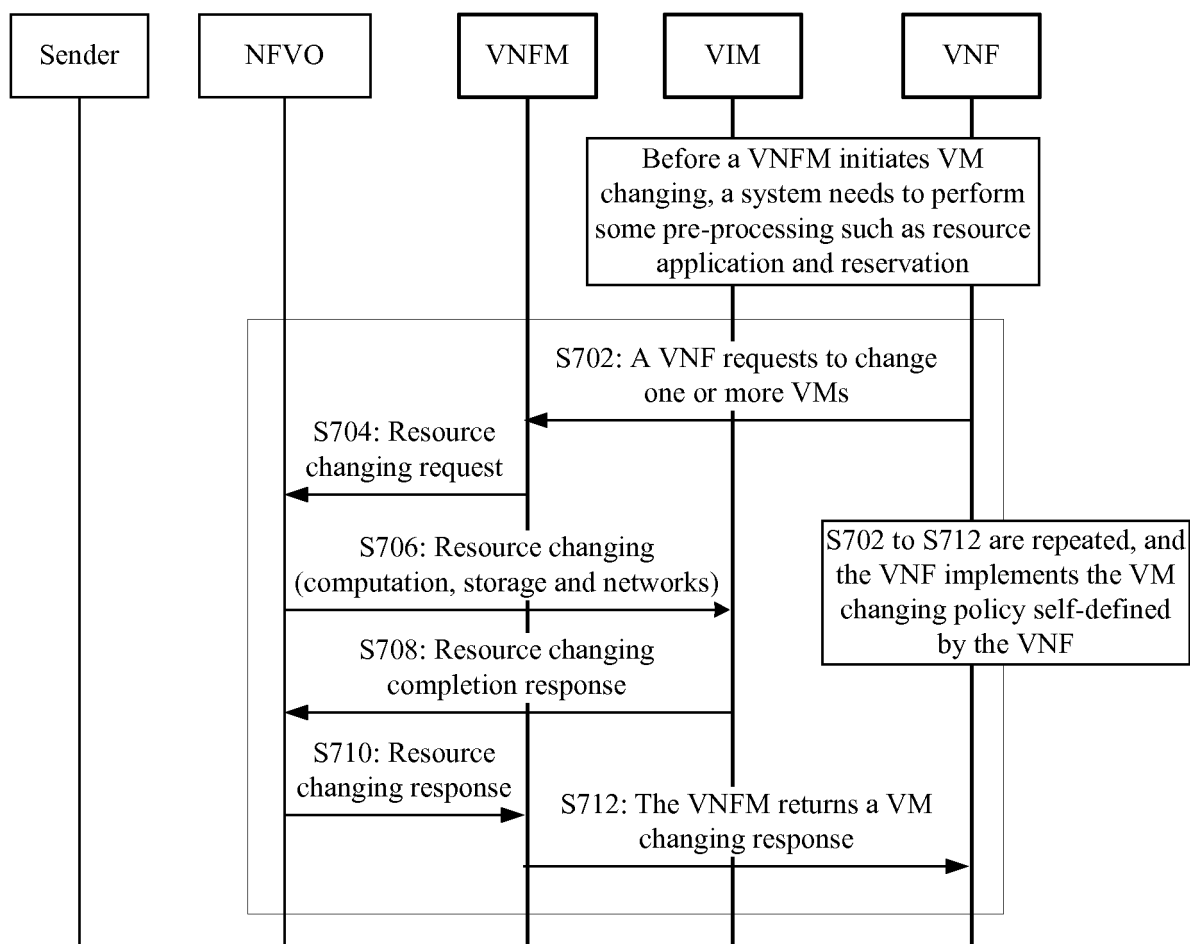 Sender
NFVO
VNFM
VIM
VNF
Before a VNFM initiates VM
changing, a system needs to perform
some pre-processing such as resource
application and reservation
S702: A VNF requests to change
one or more VMs
S704: Resource
changing request
S706: Resource changing
(computation, storage and networks)
S702 to S712 are repeated, and
the VNF implements the VM
changing policy self-defined
by the VNF
S708: Resource changing
completion response
S710: Resource
changing response
S712: The VNFM returns a VM
changing response